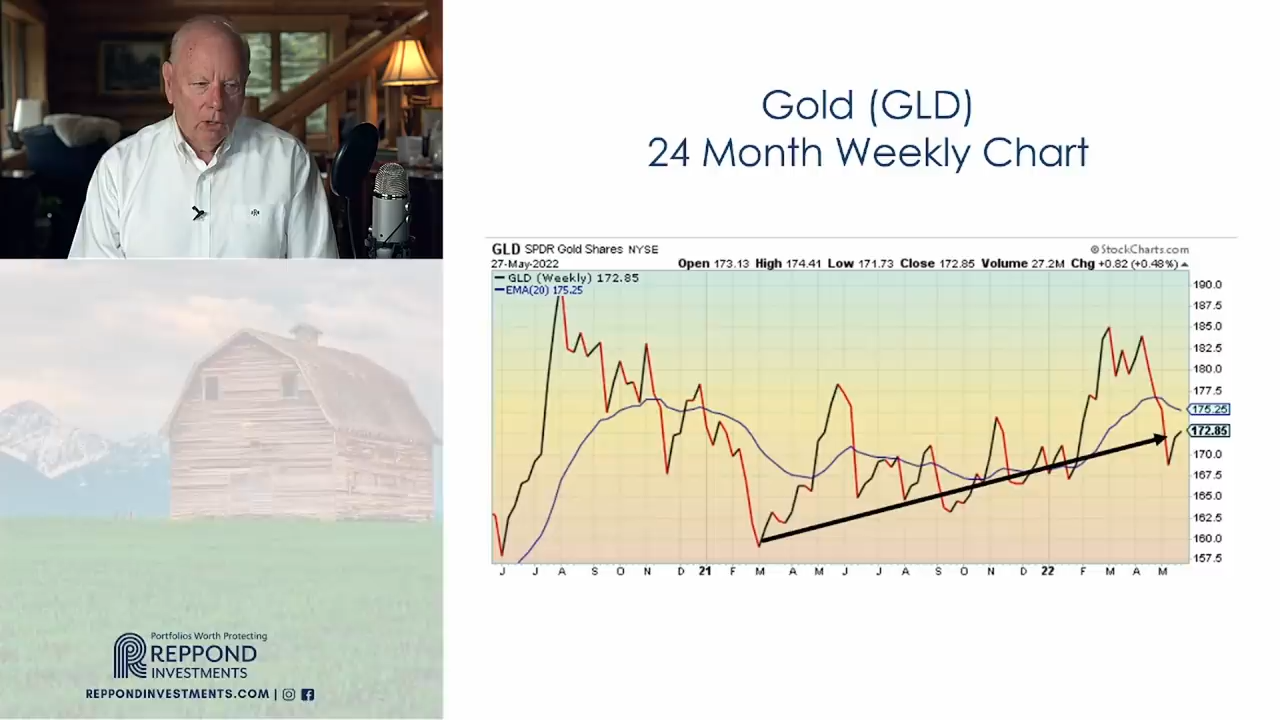 Gold (GLD)
24 Month Weekly Chart
GLD SPDR Gold Shares NYSE
@StockCharts.com
27-May-2022
Open 173.13 High 174.41 Low 171.73 Close 172.85 Volume 27.2M Chg +0.82 (+0.48%)
GLD (Weekly) 172.85
EMA(20) 175.25
190.0
187.5
185.0
182.5
180.0
177.5
175.25
172.85
170.0
167.5
165.0
162.5
160.0
157.5
J J A S O N D 21 F M A M J J A S O N D 22 F M A M
Portfolios Worth Protecting
REPPOND
INVESTMENTS
REPPONDINVESTMENTS.COM |